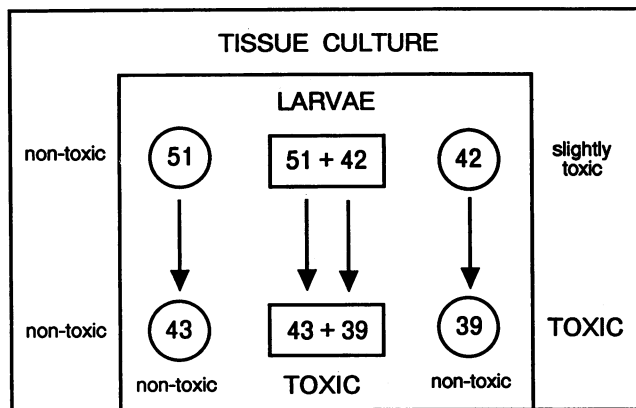 TISSUE CULTURE
LARVAE
non-toxic 51 51 + 42 42 slightly
toxic
non-toxic 43 43 + 39 39 TOXIC
non-toxic TOXIC non-toxic